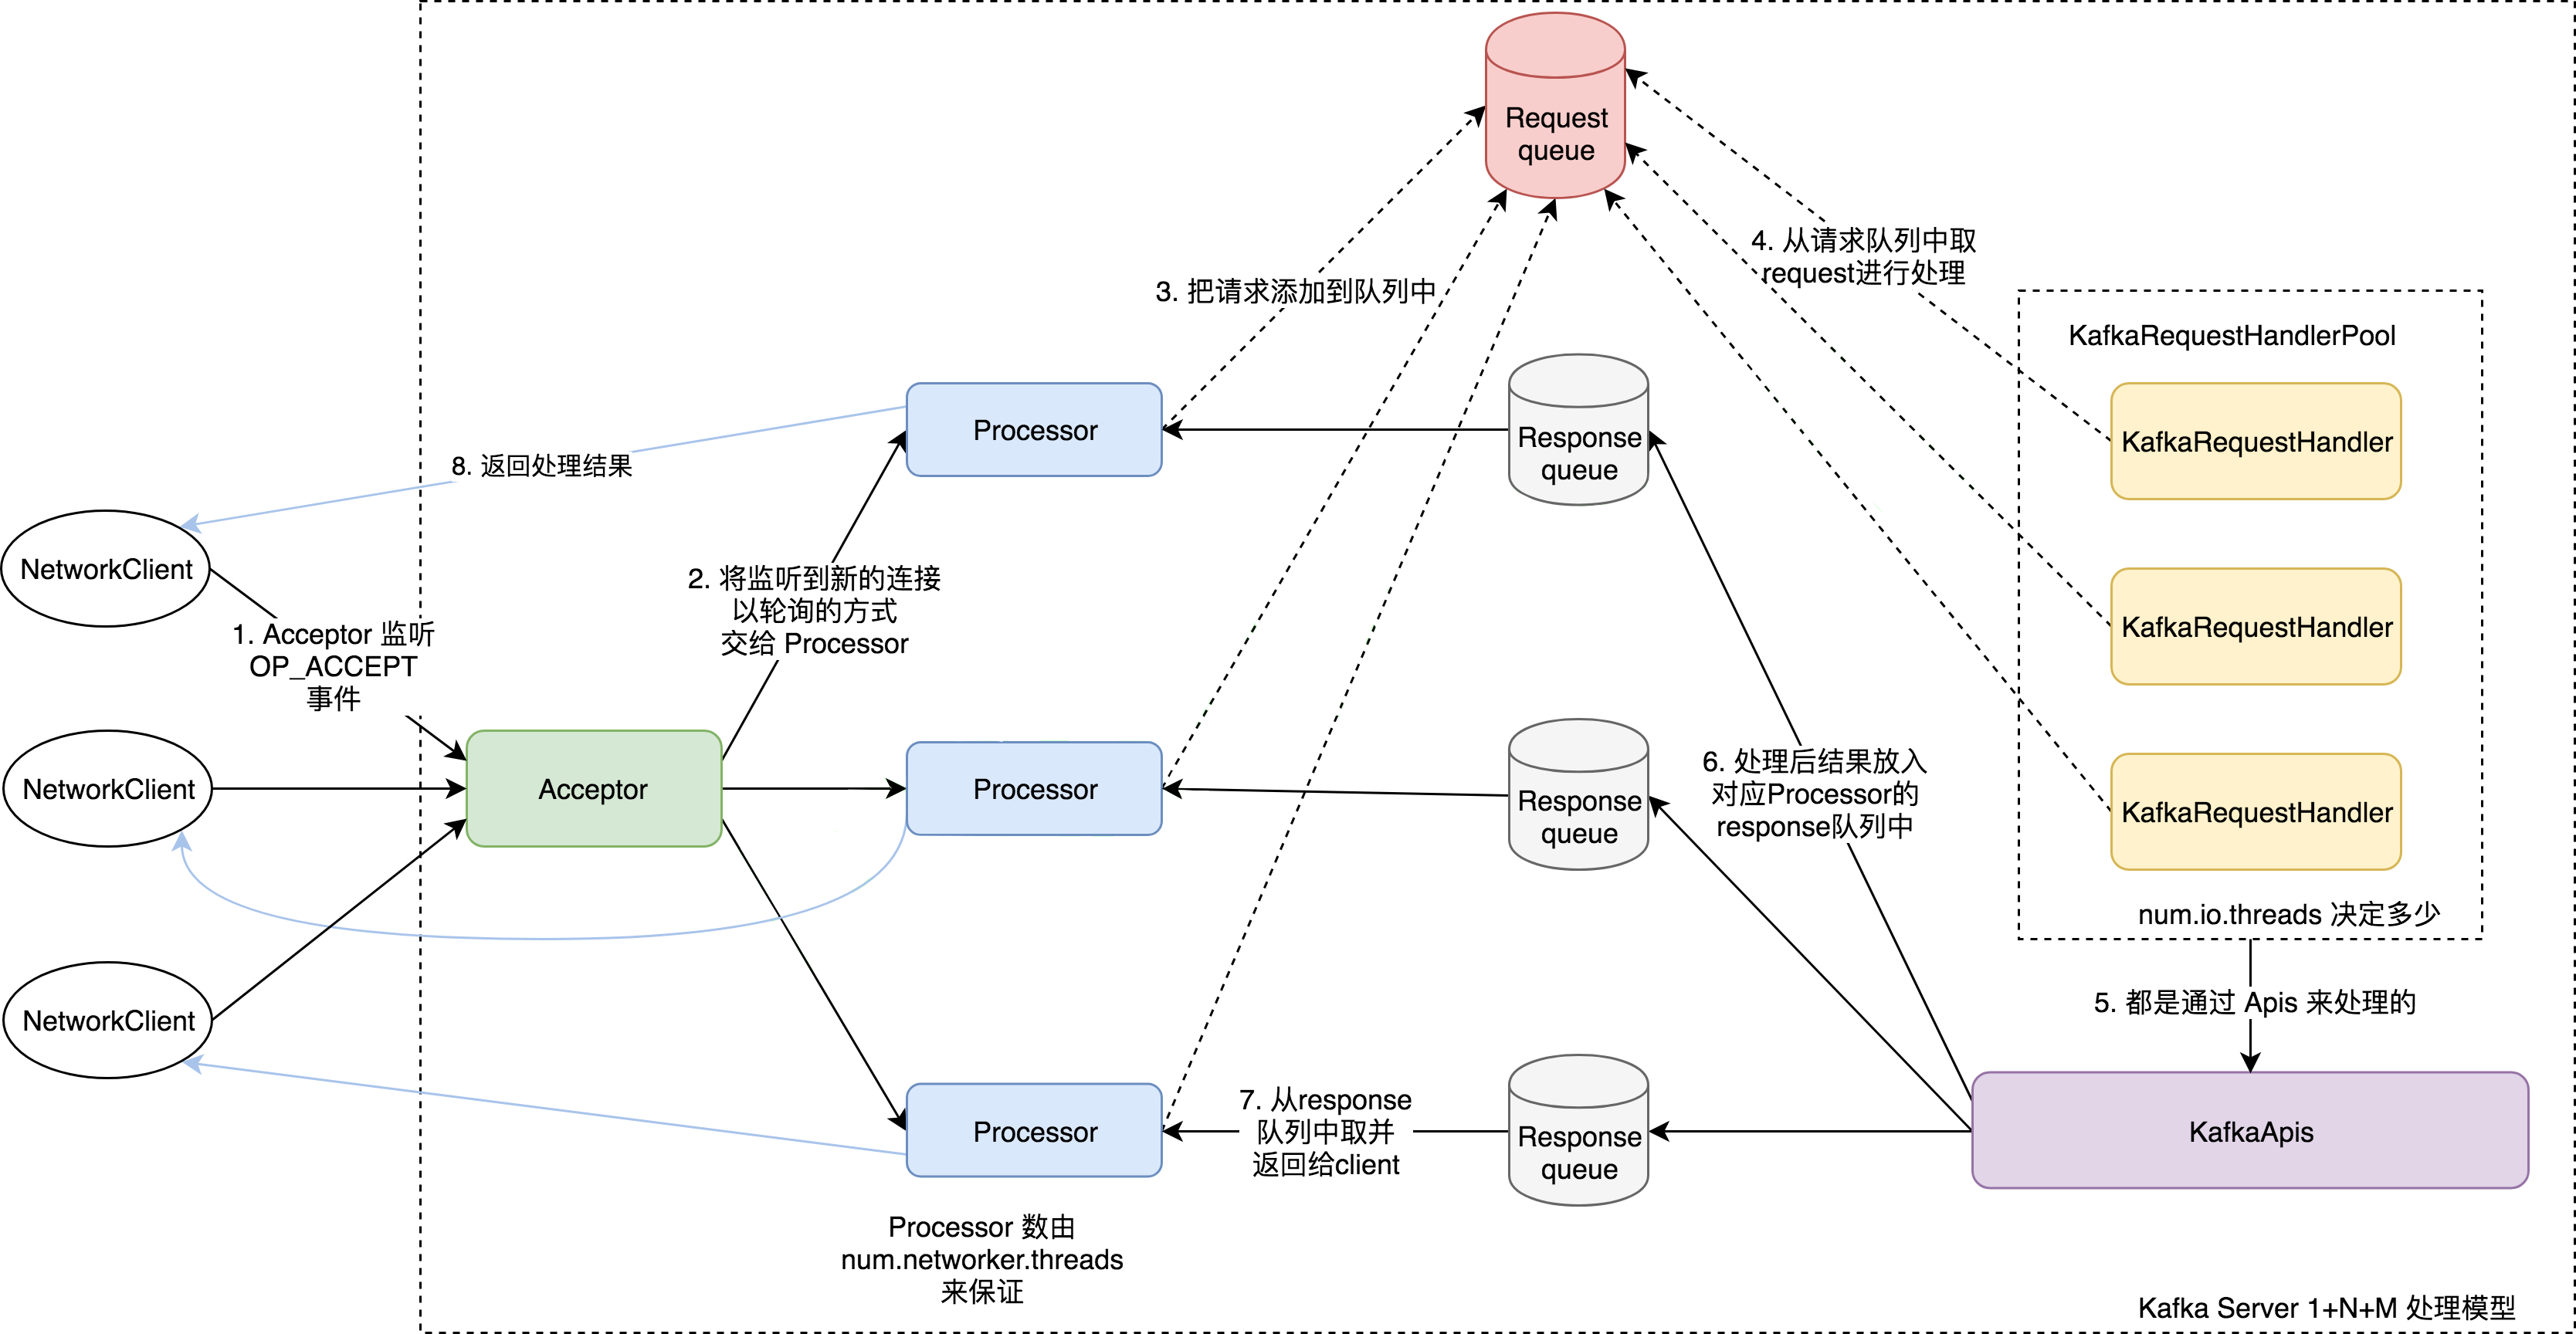 Request
queue
4. 从请求队列中取
request进行处理
3. 把请求添加到队列中
KafkaRequestHandlerPool
Processor
Response
queue
KafkaRequestHandler
8. 返回处理结果
NetworkClient
2. 将监听到新的连接
以轮询的方式
交给 Processor
KafkaRequestHandler
1. Acceptor 监听
OP_ACCEPT
事件
NetworkClient
Acceptor
Processor
Response
queue
6. 处理后结果放入
对应Processor的
response队列中
KafkaRequestHandler
num.io.threads 决定多少
NetworkClient
5. 都是通过 Apis 来处理的
Processor
7. 从response
队列中取并
返回给client
Response
queue
KafkaApis
Processor 数由
num.networker.threads
来保证
Kafka Server 1+N+M 处理模型